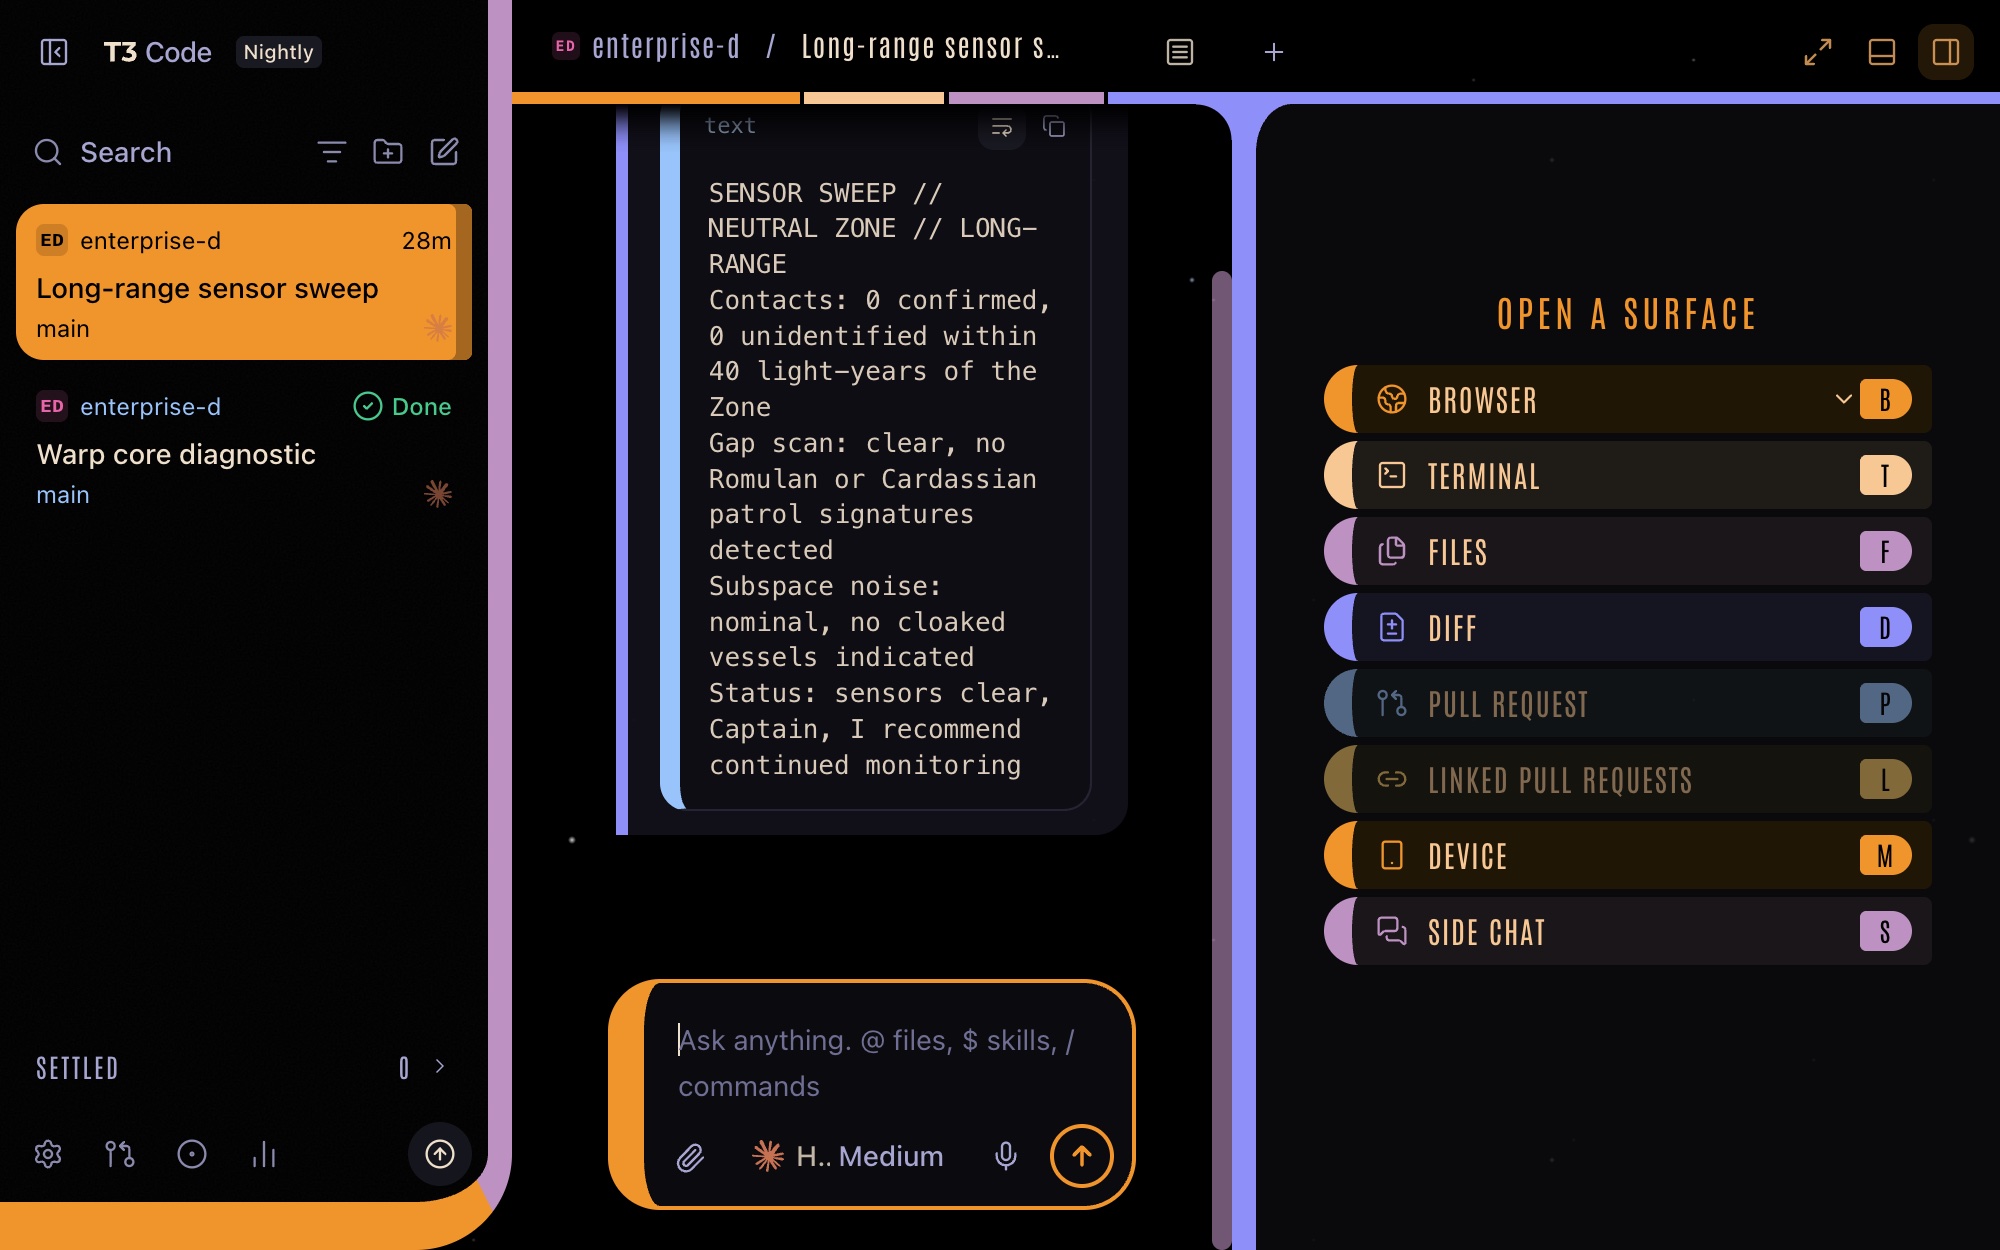 T3 Code Nightly
Search
ED enterprise-d 28m
Long-range sensor sweep
main
ED enterprise-d Done
Warp core diagnostic
main
SETTLED 0
ED enterprise-d / Long-range sensor s...
text
SENSOR SWEEP //
NEUTRAL ZONE // LONG-
RANGE
Contacts: 0 confirmed,
0 unidentified within
40 light-years of the
Zone
Gap scan: clear, no
Romulan or Cardassian
patrol signatures
detected
Subspace noise:
nominal, no cloaked
vessels indicated
Status: sensors clear,
Captain, I recommend
continued monitoring
Ask anything. @ files, $ skills, /
commands
H.. Medium
OPEN A SURFACE
BROWSER B
TERMINAL T
FILES F
DIFF D
PULL REQUEST P
LINKED PULL REQUESTS L
DEVICE M
SIDE CHAT S